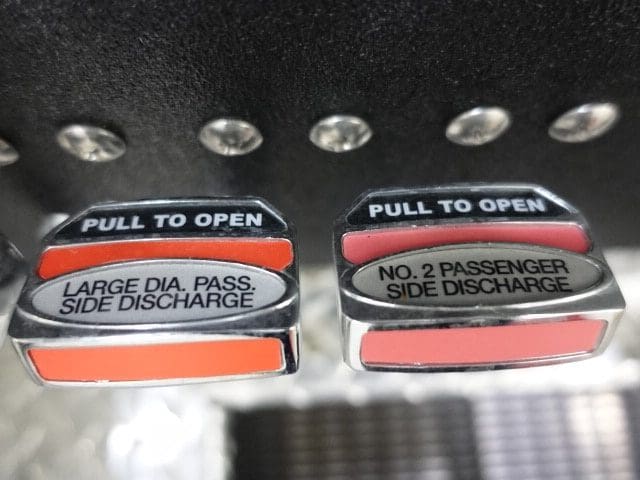 PULL TO OPEN
LARGE DIA. PASS.
SIDE DISCHARGE
PULL TO OPEN
NO. 2 PASSENGER
SIDE DISCHARGE